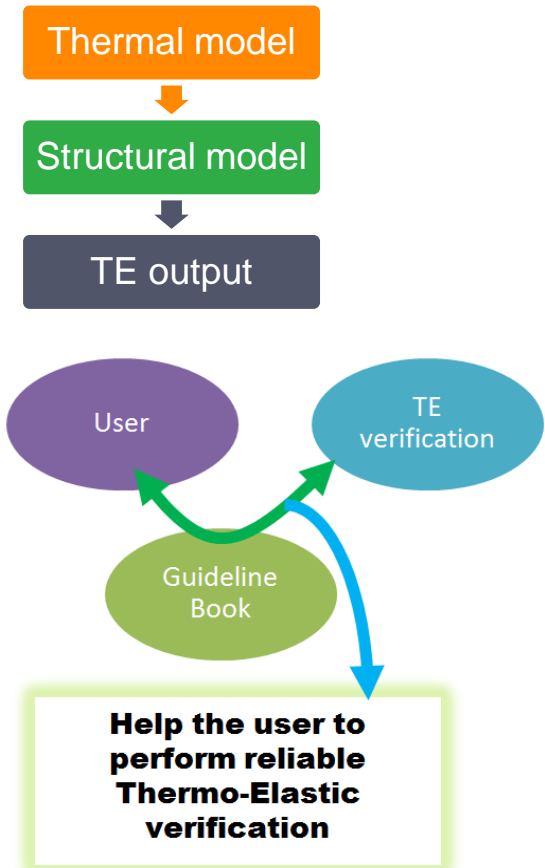 Thermal model
Structural model
TE output
User
TE
verification
Guideline
Book
Help the user to
perform reliable
Thermo-Elastic
verification